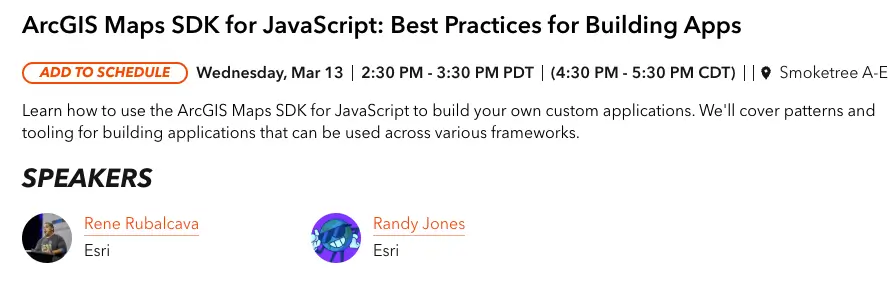 ArcGIS Maps SDK for JavaScript: Best Practices for Building Apps
ADD TO SCHEDULE Wednesday, Mar 13 | 2:30 PM - 3:30 PM PDT | (4:30 PM - 5:30 PM CDT) | | Smoketree A-E
Learn how to use the ArcGIS Maps SDK for JavaScript to build your own custom applications. We'll cover patterns and
tooling for building applications that can be used across various frameworks.
SPEAKERS
Rene Rubalcava
Esri
Randy Jones
Esri